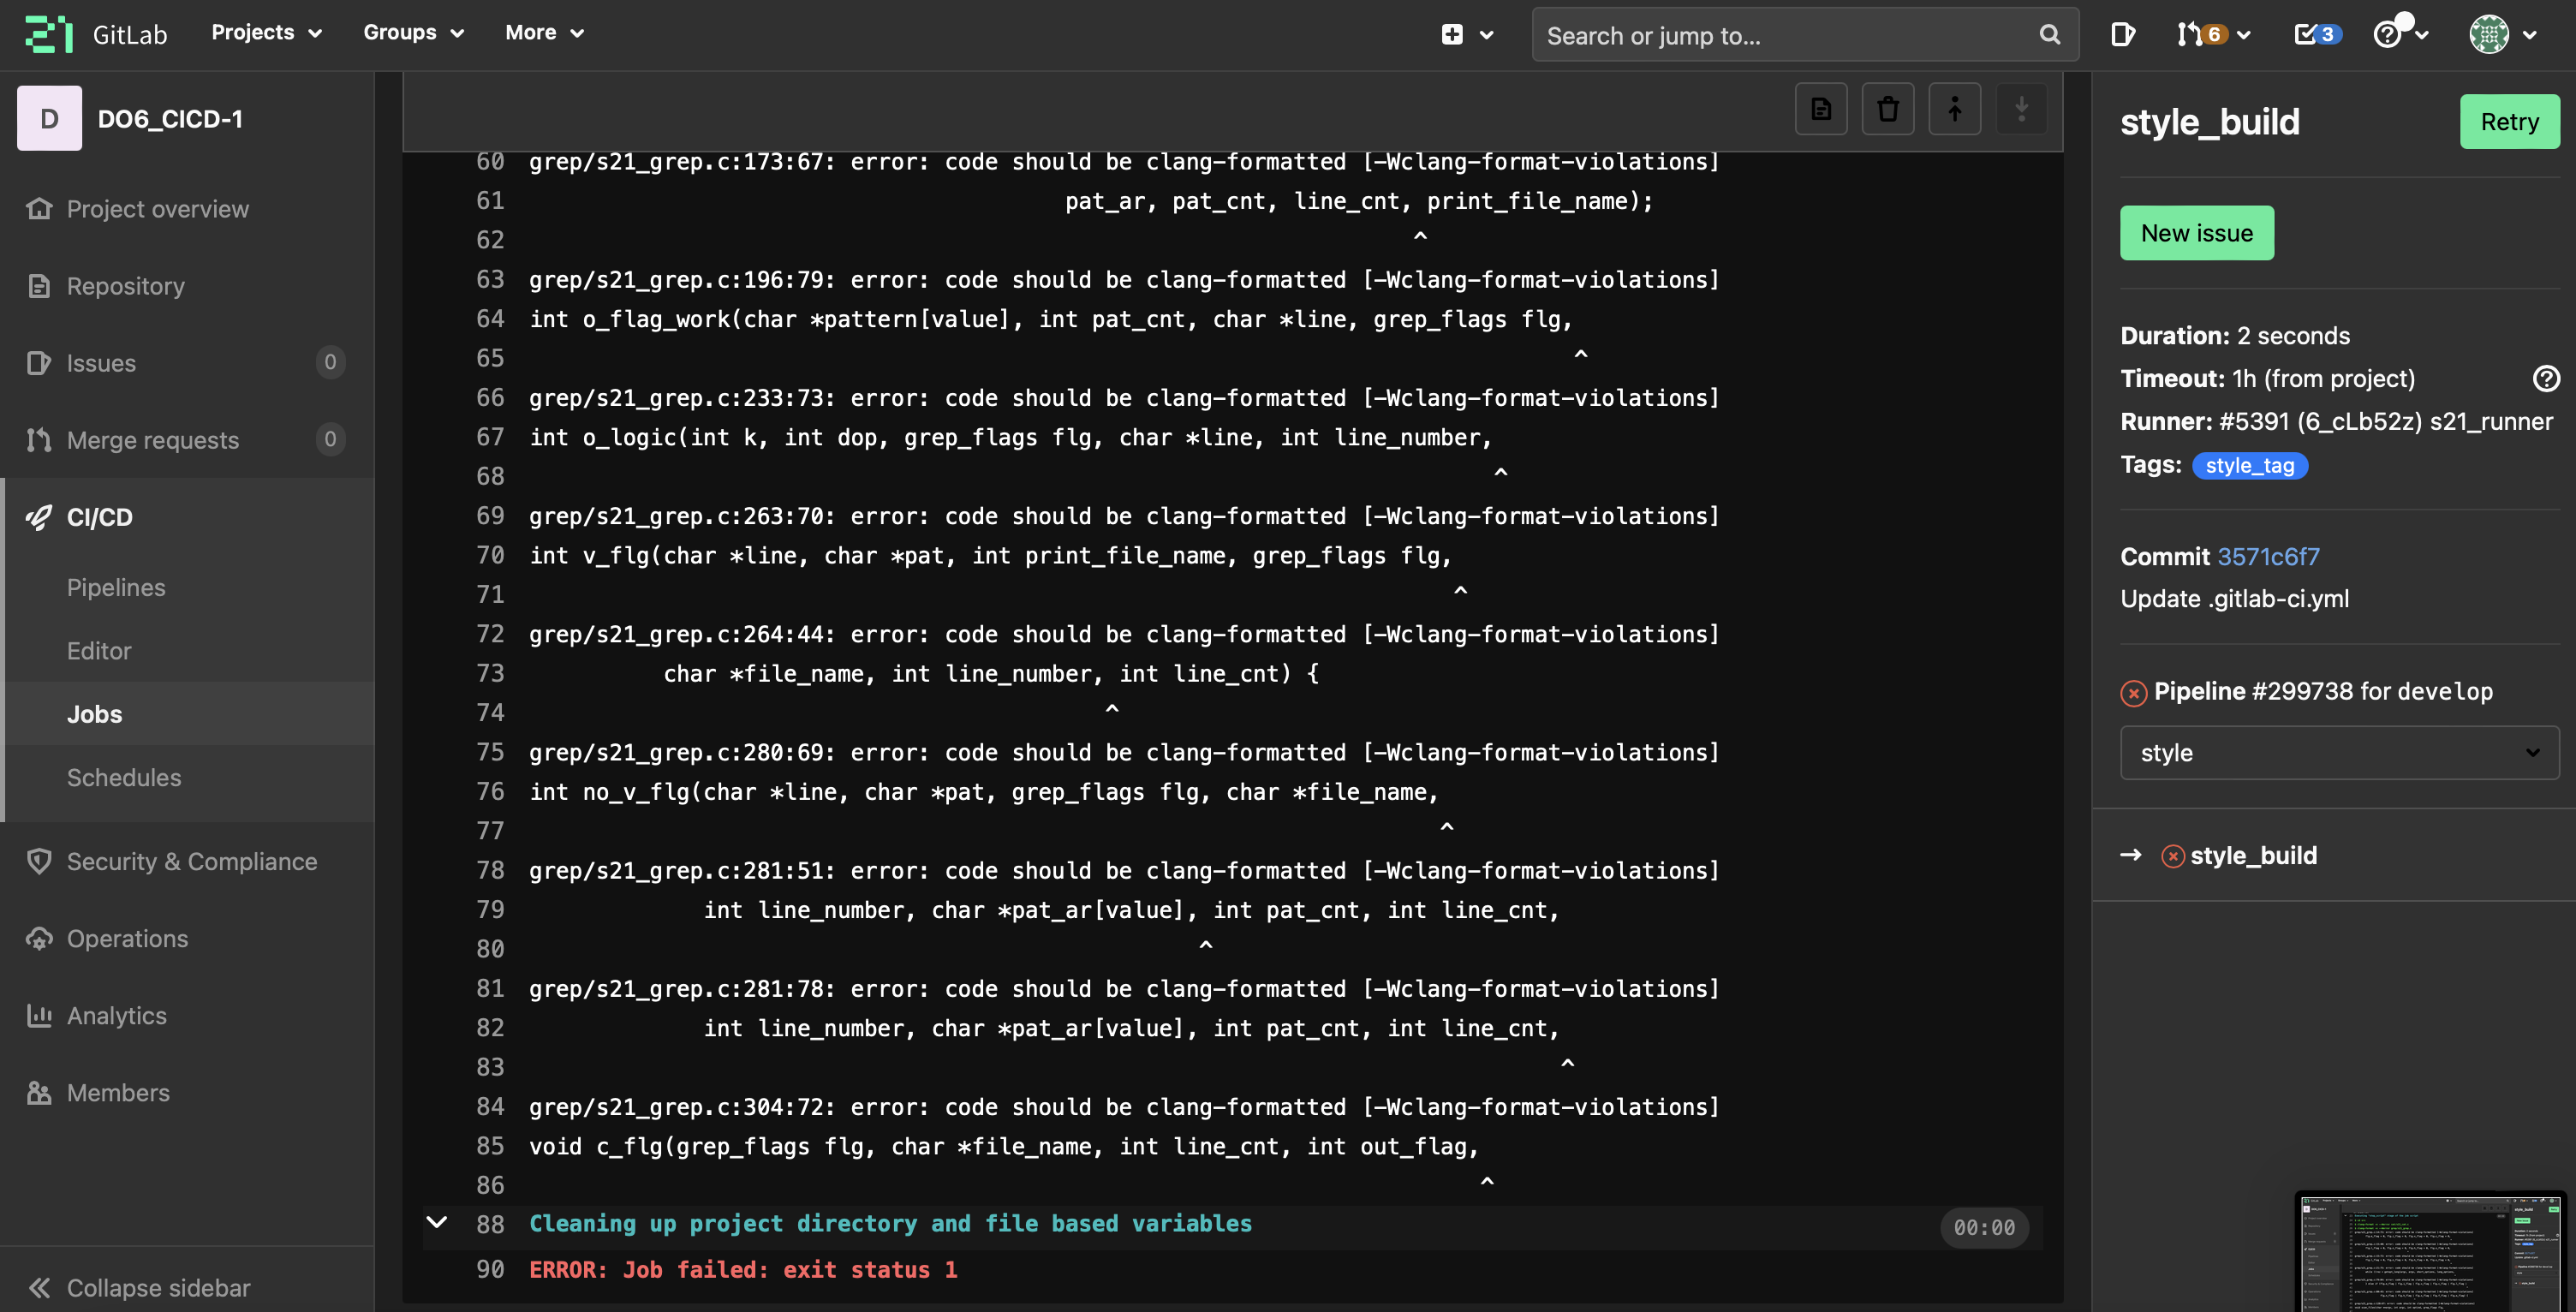 GitLab
Projects
Groups
More
Search or jump to...
6
3
D
DO6_CICD-1
Project overview
Repository
Issues
0
Merge requests
0
CI/CD
Pipelines
Editor
Jobs
Schedules
Security & Compliance
Operations
Analytics
Members
Collapse sidebar
60 grep/s21_grep.c:173:67: error: code should be clang-formatted [-Wclang-format-violations]
61 pat_ar, pat_cnt, line_cnt, print_file_name);
62 ^
63 grep/s21_grep.c:196:79: error: code should be clang-formatted [-Wclang-format-violations]
64 int o_flag_work(char *pattern[value], int pat_cnt, char *line, grep_flags flg,
65 ^
66 grep/s21_grep.c:233:73: error: code should be clang-formatted [-Wclang-format-violations]
67 int o_logic(int k, int dop, grep_flags flg, char *line, int line_number,
68 ^
69 grep/s21_grep.c:263:70: error: code should be clang-formatted [-Wclang-format-violations]
70 int v_flg(char *line, char *pat, int print_file_name, grep_flags flg,
71 ^
72 grep/s21_grep.c:264:44: error: code should be clang-formatted [-Wclang-format-violations]
73 char *file_name, int line_number, int line_cnt) {
74 ^
75 grep/s21_grep.c:280:69: error: code should be clang-formatted [-Wclang-format-violations]
76 int no_v_flg(char *line, char *pat, grep_flags flg, char *file_name,
77 ^
78 grep/s21_grep.c:281:51: error: code should be clang-formatted [-Wclang-format-violations]
79 int line_number, char *pat_ar[value], int pat_cnt, int line_cnt,
80 ^
81 grep/s21_grep.c:281:78: error: code should be clang-formatted [-Wclang-format-violations]
82 int line_number, char *pat_ar[value], int pat_cnt, int line_cnt,
83 ^
84 grep/s21_grep.c:304:72: error: code should be clang-formatted [-Wclang-format-violations]
85 void c_flg(grep_flags flg, char *file_name, int line_cnt, int out_flag,
86 ^
88 Cleaning up project directory and file based variables 00:00
90 ERROR: Job failed: exit status 1
style_build
Retry
New issue
Duration: 2 seconds
Timeout: 1h (from project)
Runner: #5391 (6_cLb52z) s21_runner
Tags: style_tag
Commit 3571c6f7
Update .gitlab-ci.yml
Pipeline #299738 for develop
style
style_build